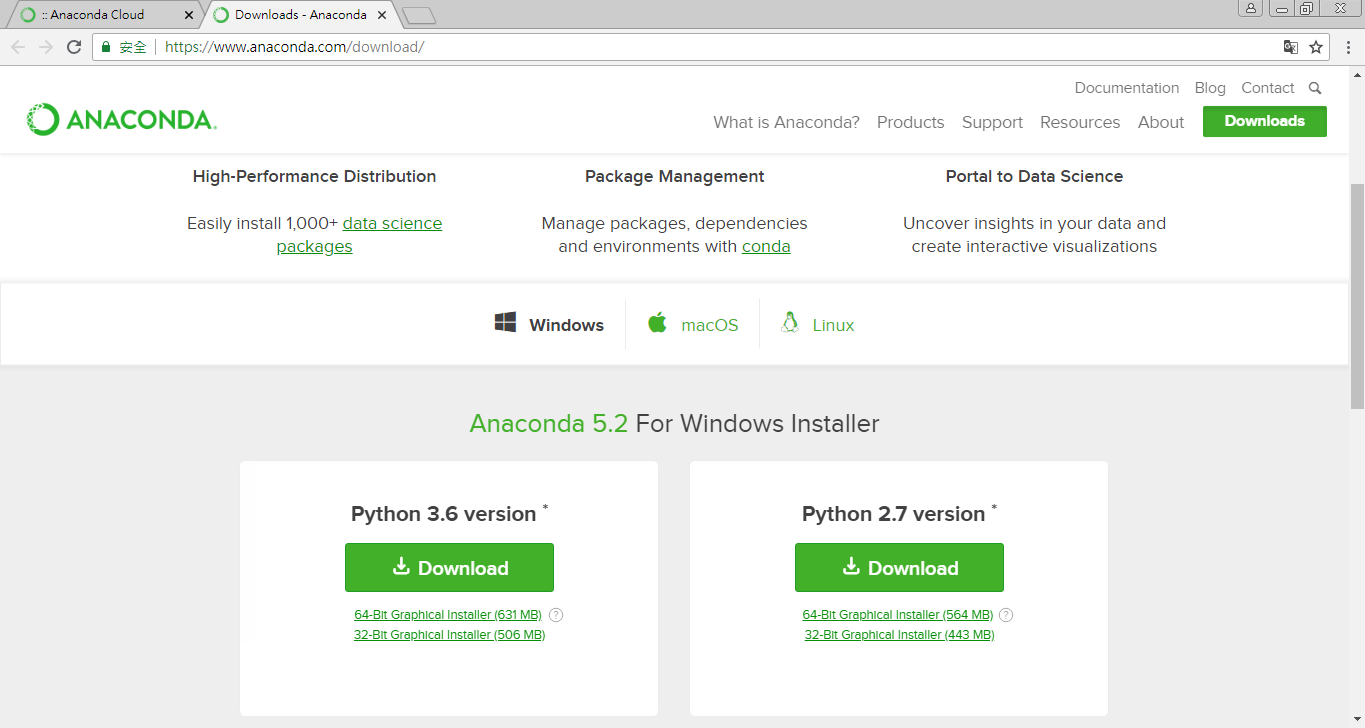 :: Anaconda Cloud
Downloads - Anaconda
安全
https://www.anaconda.com/download/
Documentation Blog Contact
ANACONDA.
What is Anaconda? Products Support Resources About Downloads
High-Performance Distribution
Easily install 1,000+ data science
packages
Package Management
Manage packages, dependencies
and environments with conda
Portal to Data Science
Uncover insights in your data and
create interactive visualizations
Windows
macOS
Linux
Anaconda 5.2 For Windows Installer
Python 3.6 version *
Download
64-Bit Graphical Installer (631 MB) ?
32-Bit Graphical Installer (506 MB)
Python 2.7 version *
Download
64-Bit Graphical Installer (564 MB) ?
32-Bit Graphical Installer (443 MB)